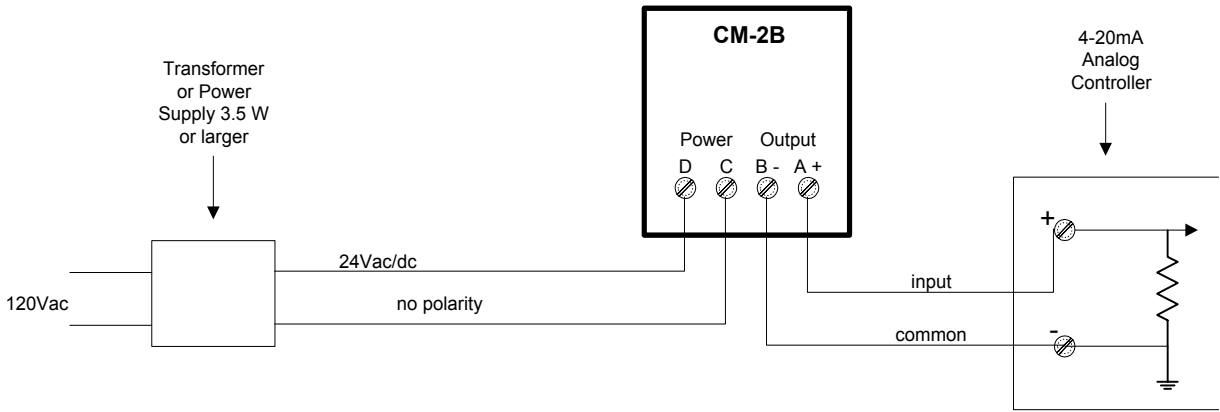 CM-2B
4-20mA
Analog
Controller
Transformer
or Power
Supply 3.5 W
or larger
Power Output
D C B - A +
+
24Vac/dc
input
120Vac
no polarity
common
-